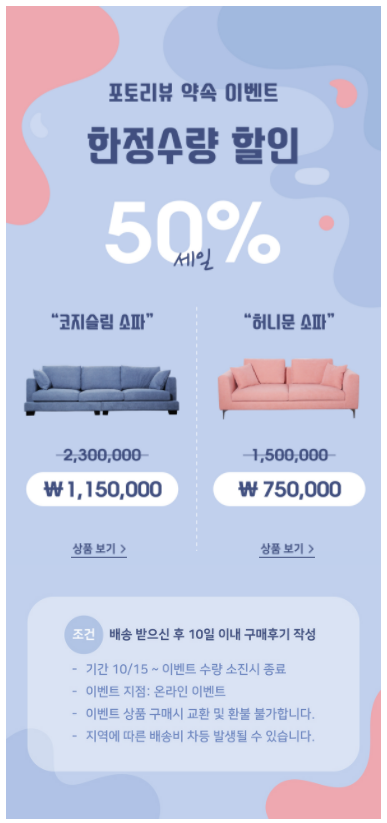 포토리뷰 약속 이벤트
한정수량 할인
50%
세일
“코지슬림 소파”
2,300,000
₩1,150,000
상품 보기 >
“허니문 소파”
1,500,000
₩750,000
상품 보기 >
조건 배송 받으신 후 10일 이내 구매후기 작성
- 기간 10/15 ~ 이벤트 수량 소진시 종료
- 이벤트 지점: 온라인 이벤트
- 이벤트 상품 구매시 교환 및 환불 불가합니다.
- 지역에 따른 배송비 차등 발생될 수 있습니다.